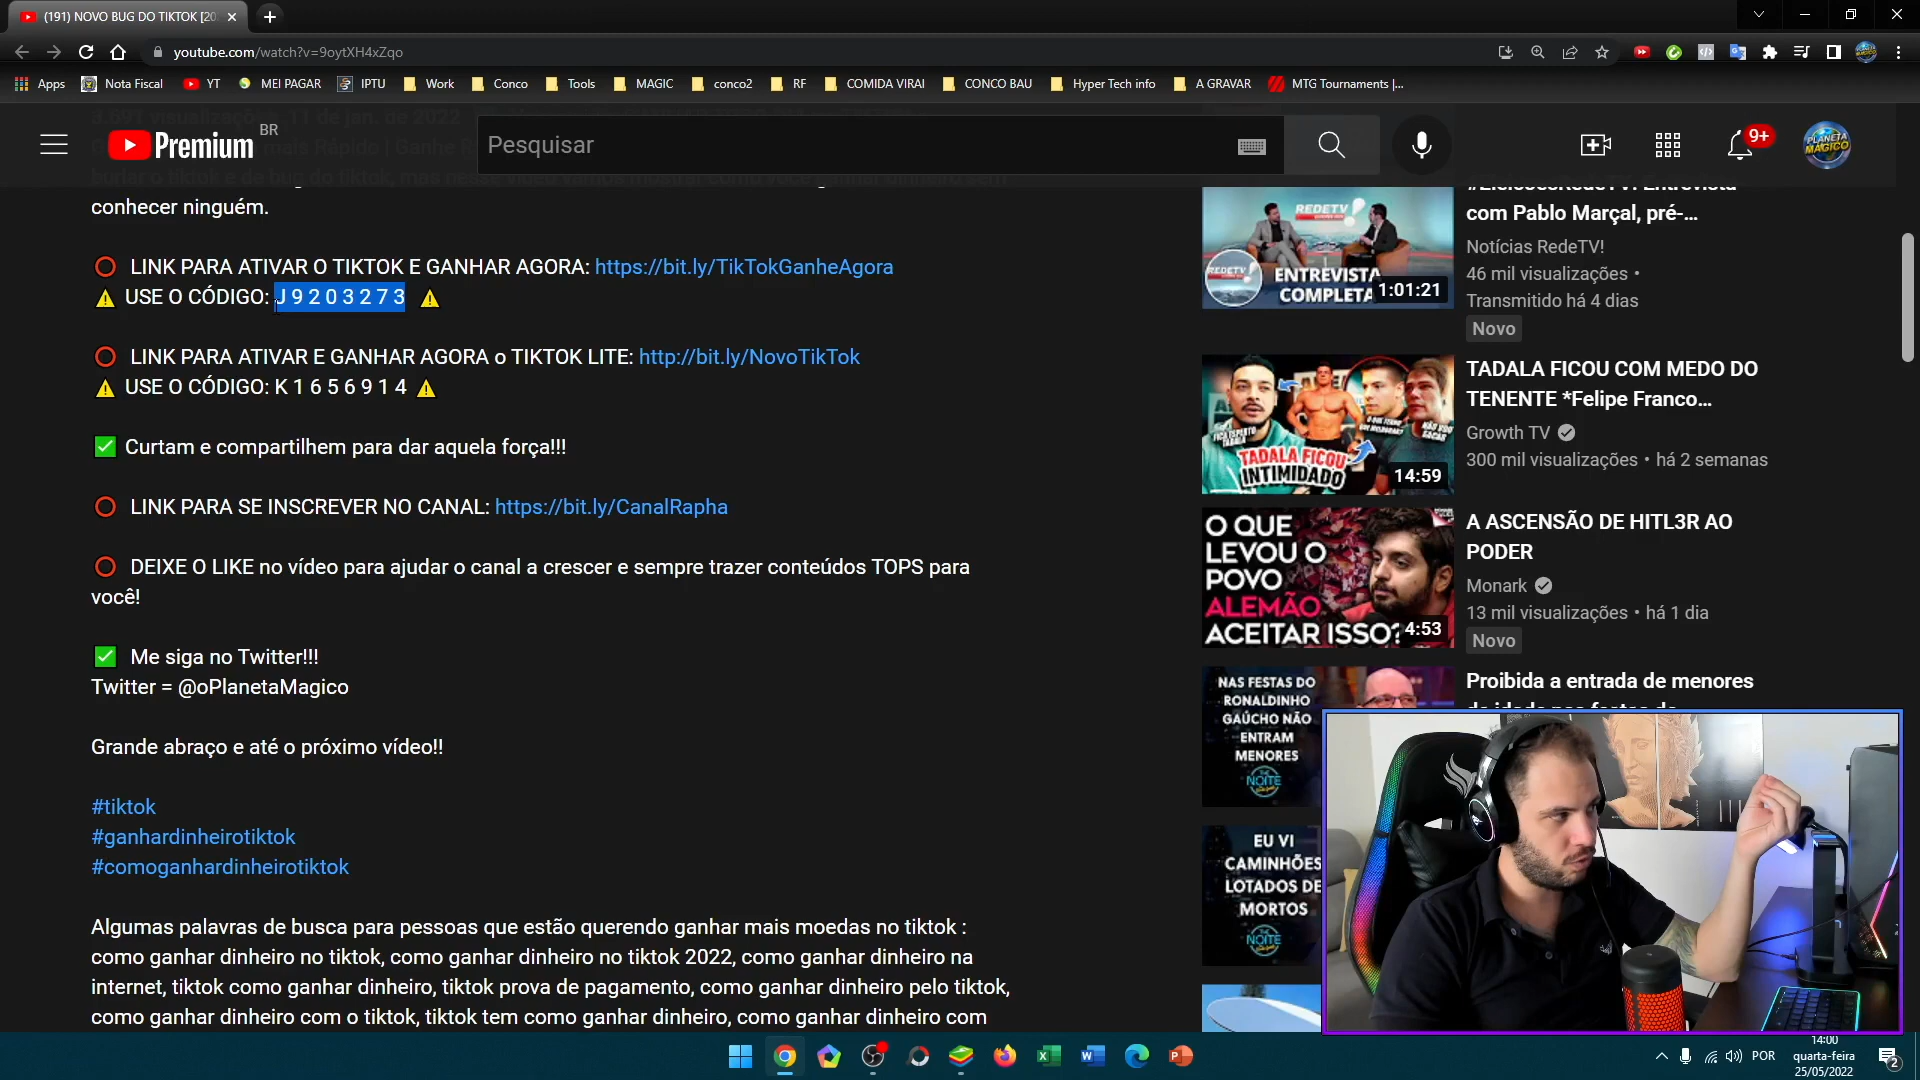 (191) NOVO BUG DO TIKTOK [20
youtube.com/watch?v=9oytXH4xZqo
Apps
Nota Fiscal
YT
MEI PAGAR
IPTU
Work
Conco
Tools
MAGIC
conco2
RF
COMIDA VIRAl
CONCO BAU
Hyper Tech info
A GRAVAR
MTG Tournaments |...
Premium
BR
Pesquisar
9+
PLANETA MAGICO
conhecer ninguém.
LINK PARA ATIVAR O TIKTOK E GANHAR AGORA: https://bit.ly/TikTokGanheAgora
USE O CÓDIGO: J 9 2 0 3 2 7 3
LINK PARA ATIVAR E GANHAR AGORA o TIKTOK LITE: http://bit.ly/NovoTikTok
USE O CÓDIGO: K 1 6 5 6 9 1 4
Curtam e compartilhem para dar aquela força!!!
LINK PARA SE INSCREVER NO CANAL: https://bit.ly/CanalRapha
DEIXE O LIKE no vídeo para ajudar o canal a crescer e sempre trazer conteúdos TOPS para
você!
Me siga no Twitter!!!
Twitter = @oPlanetaMagico
Grande abraço e até o próximo vídeo!!
#tiktok
#ganhardinheirotiktok
#comoganhardinheirotiktok
Algumas palavras de busca para pessoas que estão querendo ganhar mais moedas no tiktok :
como ganhar dinheiro no tiktok, como ganhar dinheiro no tiktok 2022, como ganhar dinheiro na
internet, tiktok como ganhar dinheiro, tiktok prova de pagamento, como ganhar dinheiro pelo tiktok,
como ganhar dinheiro com o tiktok, tiktok tem como ganhar dinheiro, como ganhar dinheiro com
REDETV!
REDETV!
ENTREVISTA
COMPLETA
1:01:21
com Pablo Marçal, pré-...
Notícias RedeTV!
46 mil visualizações •
Transmitido há 4 dias
Novo
TADALA FICOU
INTIMIDADO
14:59
TADALA FICOU COM MEDO DO
TENENTE *Felipe Franco...
Growth TV
300 mil visualizações • há 2 semanas
O QUE
LEVOU O
POVO
ALEMÃO
ACEITAR ISSO?
4:53
A ASCENSÃO DE HITL3R AO
PODER
Monark
13 mil visualizações • há 1 dia
Novo
NAS FESTAS DO
RONALDINHO
GAÚCHO NÃO
ENTRAM
MENORES
THE NOITE
Proibida a entrada de menores
EU VI
CAMINHÕES
LOTADOS DE
MORTOS
THE NOITE
POR
14:00
quarta-feira
25/05/2022
2